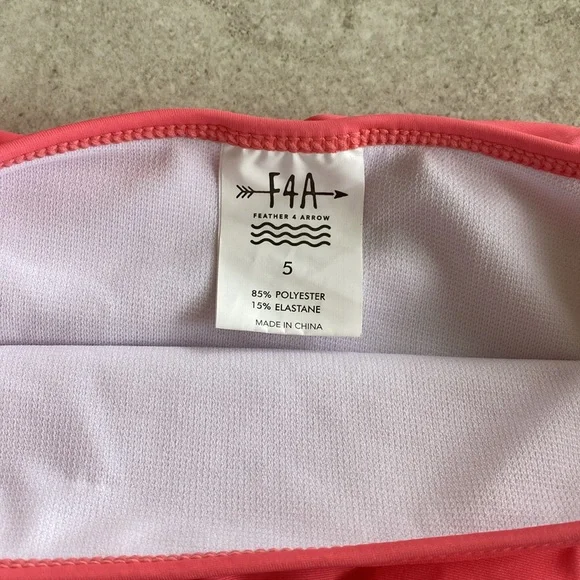 F4A
FEATHER 4 ARROW
5
85% POLYESTER
15% ELASTANE
MADE IN CHINA